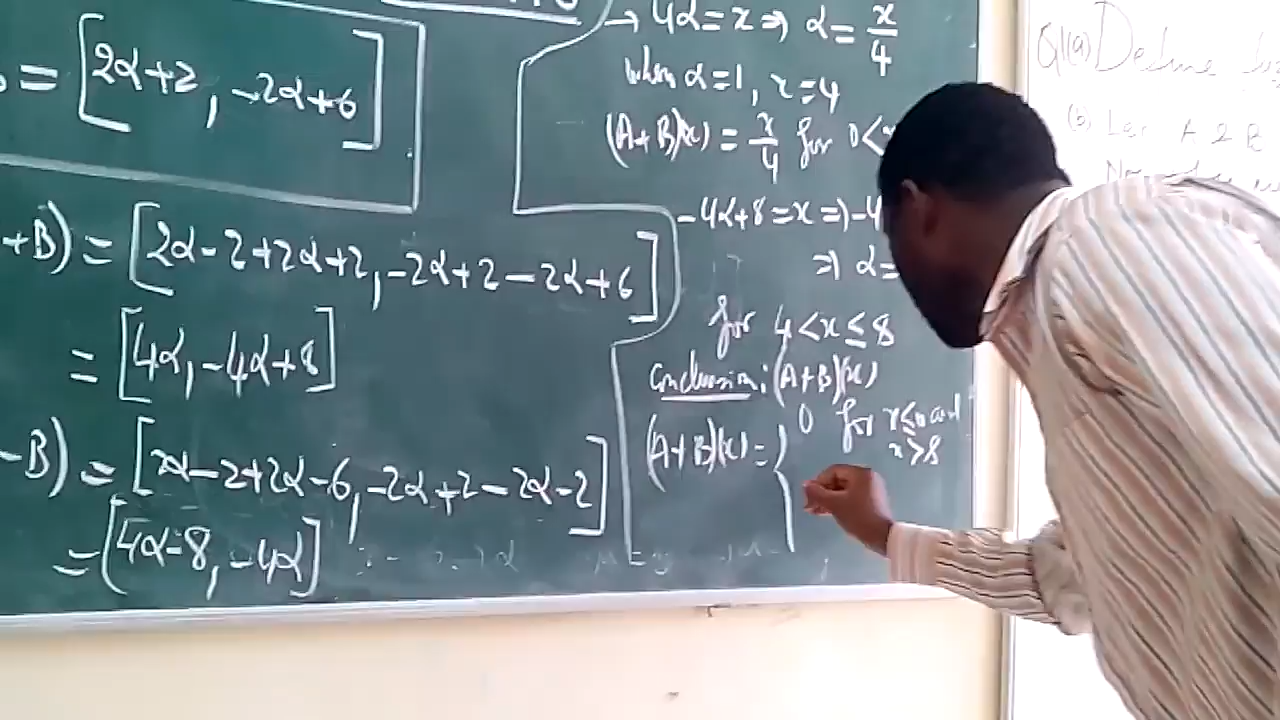 = [2α+2, -2α+6]
+B) = [2α-2+2α+2, -2α+2-2α+6]
= [4α, -4α+8]
-B) = [2α-2+2α-6, -2α+2-2α-2]
= [4α-8, -4α]
→ 4α = x ⇒ α = x/4
when α=1, x=4
(A+B)(x) = x/4 for 0<
-4α+8 = x ⇒ -4
⇒ α =
for 4<x≤8
Conclusion: (A+B)(x)
(A+B)(x) = { 0 for x≤0 and
x>8
Q1(a) Define
(b) Let A & B